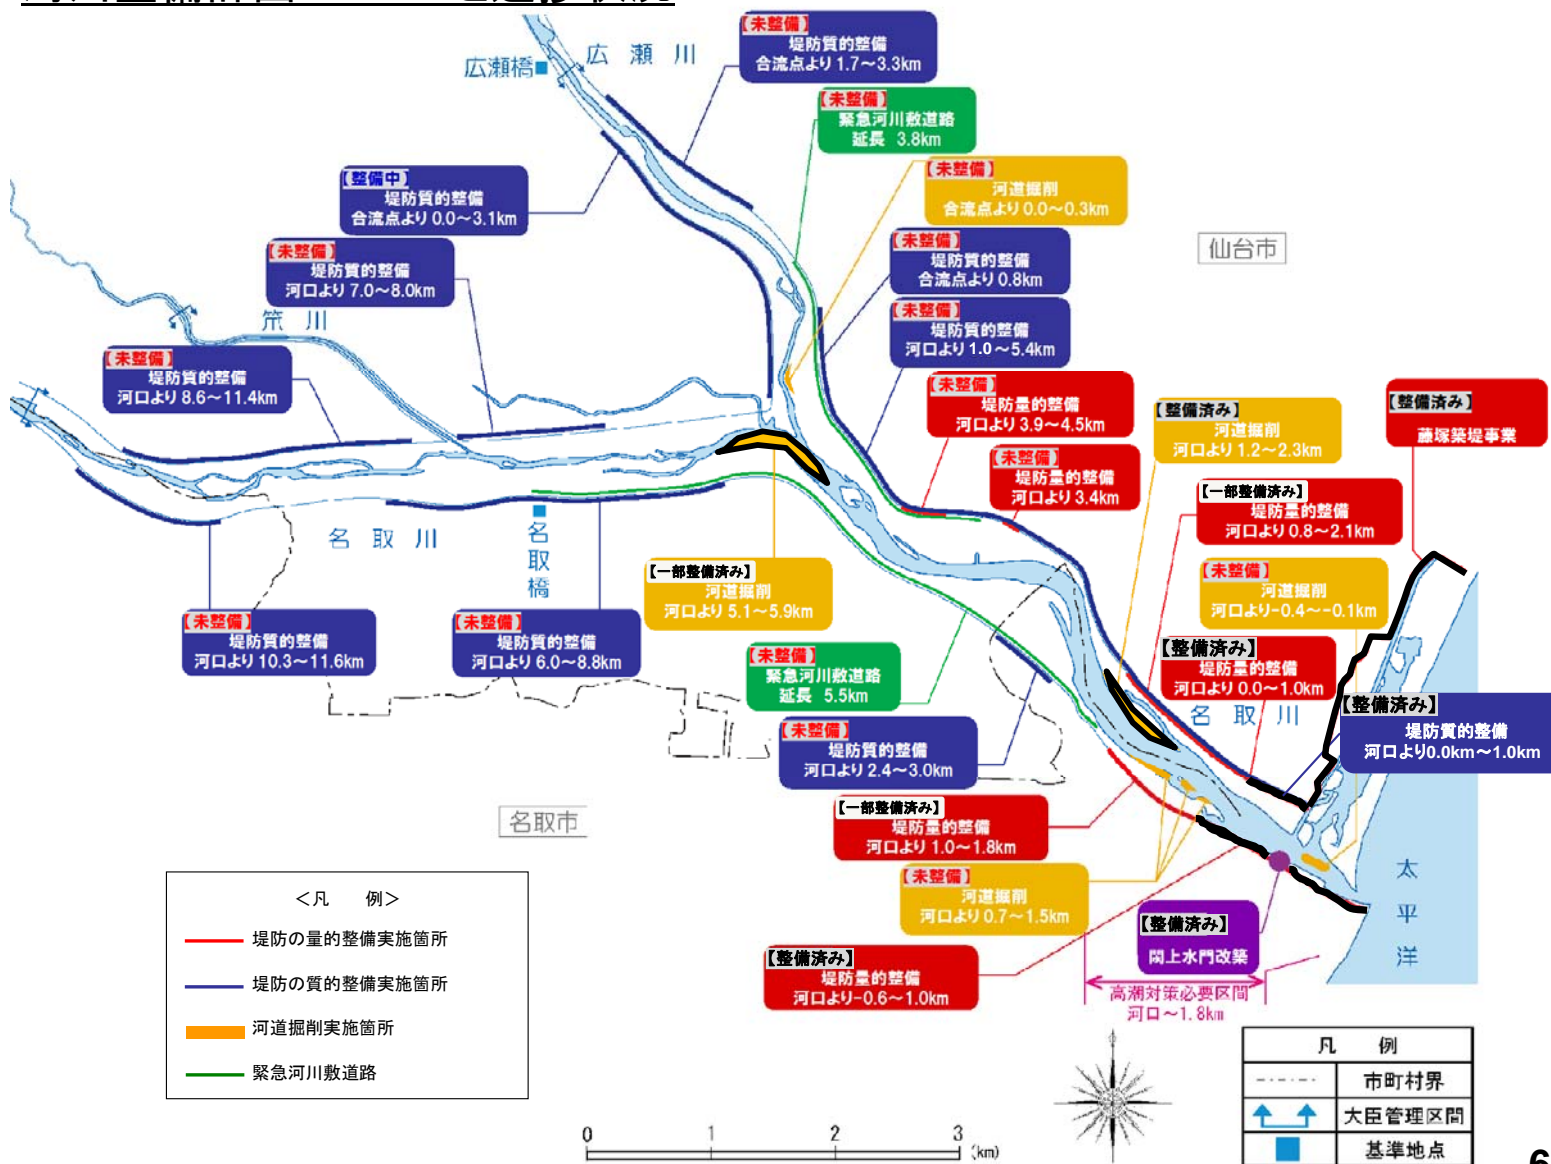 【未整備】
堤防質的整備
合流点より 1.7～3.3km
広瀬橋
広瀬川
【未整備】
緊急河川敷道路
延長 3.8km
【未整備】
河道掘削
合流点より 0.0～0.3km
【整備中】
堤防質的整備
合流点より 0.0～3.1km
【未整備】
堤防質的整備
合流点より 0.8km
仙台市
【未整備】
堤防質的整備
河口より 7.0～8.0km
笊川
【未整備】
堤防質的整備
河口より 1.0～5.4km
【未整備】
堤防質的整備
河口より 8.6～11.4km
【未整備】
堤防量的整備
河口より 3.9～4.5km
【整備済み】
河道掘削
河口より 1.2～2.3km
【整備済み】
藤塚築堤事業
【未整備】
堤防量的整備
河口より 3.4km
【一部整備済み】
堤防量的整備
河口より 0.8～2.1km
名取川
名取橋
【一部整備済み】
河道掘削
河口より 5.1～5.9km
【未整備】
河道掘削
河口より-0.4～-0.1km
【未整備】
堤防質的整備
河口より 10.3～11.6km
【未整備】
堤防質的整備
河口より 6.0～8.8km
【未整備】
緊急河川敷道路
延長 5.5km
【整備済み】
堤防量的整備
河口より 0.0～1.0km
名取川
【整備済み】
堤防質的整備
河口より0.0km～1.0km
【未整備】
堤防質的整備
河口より 2.4～3.0km
名取市
【一部整備済み】
堤防量的整備
河口より 1.0～1.8km
【未整備】
河道掘削
河口より 0.7～1.5km
【整備済み】
閖上水門改築
太平洋
【整備済み】
堤防量的整備
河口より-0.6～1.0km
高潮対策必要区間
河口～1.8km
＜凡　例＞
堤防の量的整備実施箇所
堤防の質的整備実施箇所
河道掘削実施箇所
緊急河川敷道路
0 1 2 3 (km)
凡　例
市町村界
大臣管理区間
基準地点
6